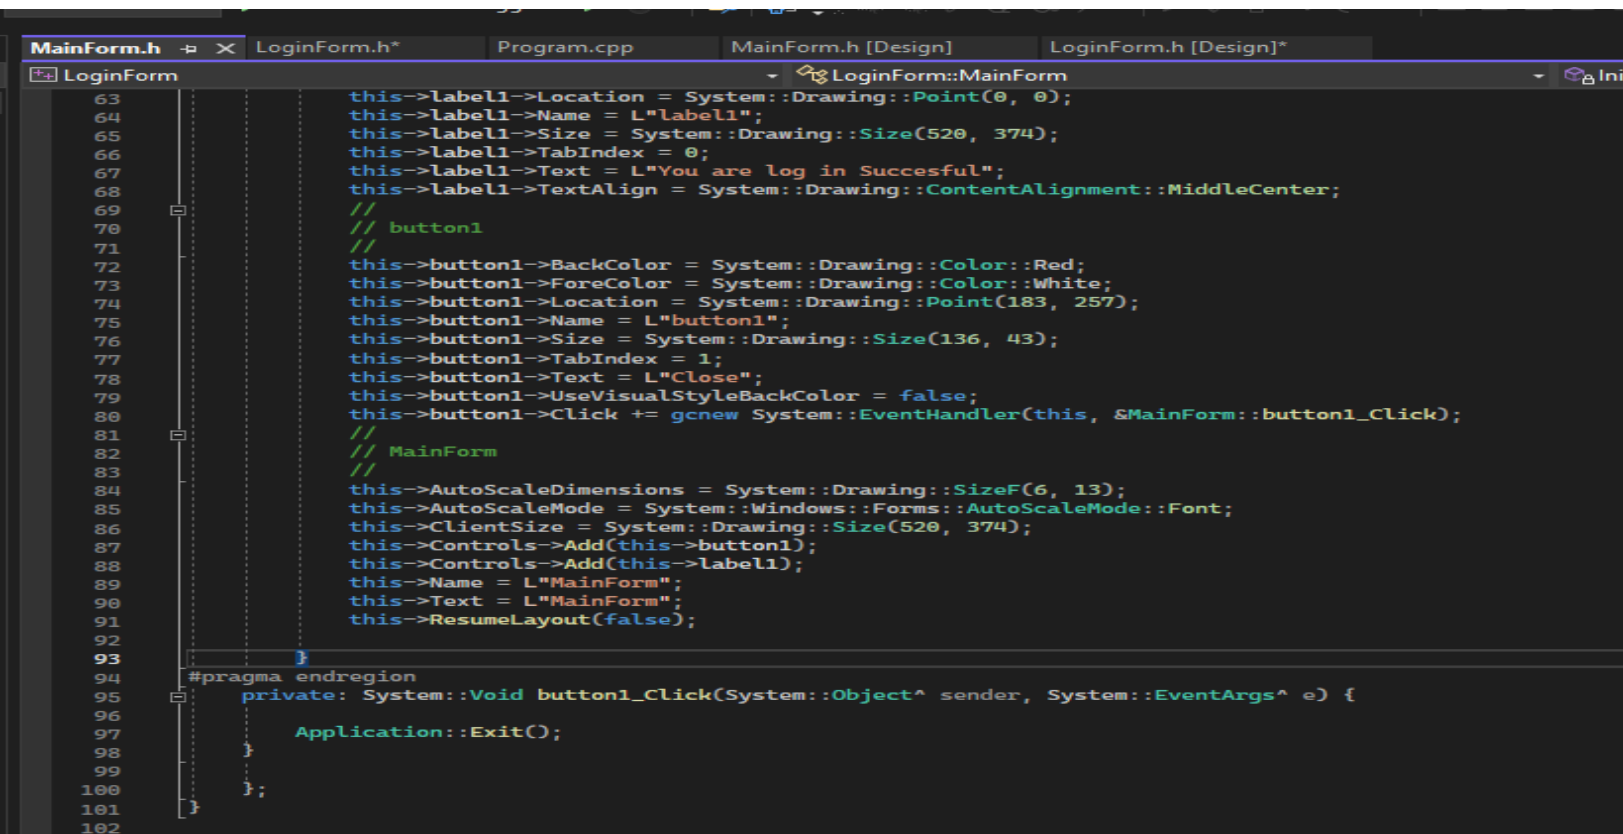 MainForm.h LoginForm.h* Program.cpp MainForm.h [Design] LoginForm.h [Design]*
LoginForm LoginForm::MainForm Ini
63 this->label1->Location = System::Drawing::Point(0, 0);
64 this->label1->Name = L"label1";
65 this->label1->Size = System::Drawing::Size(520, 374);
66 this->label1->TabIndex = 0;
67 this->label1->Text = L"You are log in Succesful";
68 this->label1->TextAlign = System::Drawing::ContentAlignment::MiddleCenter;
69 //
70 // button1
71 //
72 this->button1->BackColor = System::Drawing::Color::Red;
73 this->button1->ForeColor = System::Drawing::Color::White;
74 this->button1->Location = System::Drawing::Point(183, 257);
75 this->button1->Name = L"button1";
76 this->button1->Size = System::Drawing::Size(136, 43);
77 this->button1->TabIndex = 1;
78 this->button1->Text = L"Close";
79 this->button1->UseVisualStyleBackColor = false;
80 this->button1->Click += gcnew System::EventHandler(this, &MainForm::button1_Click);
81 //
82 // MainForm
83 //
84 this->AutoScaleDimensions = System::Drawing::SizeF(6, 13);
85 this->AutoScaleMode = System::Windows::Forms::AutoScaleMode::Font;
86 this->ClientSize = System::Drawing::Size(520, 374);
87 this->Controls->Add(this->button1);
88 this->Controls->Add(this->label1);
89 this->Name = L"MainForm";
90 this->Text = L"MainForm";
91 this->ResumeLayout(false);
92
93 }
94 #pragma endregion
95 private: System::Void button1_Click(System::Object^ sender, System::EventArgs^ e) {
96
97 Application::Exit();
98 }
99
100 };
101 }
102